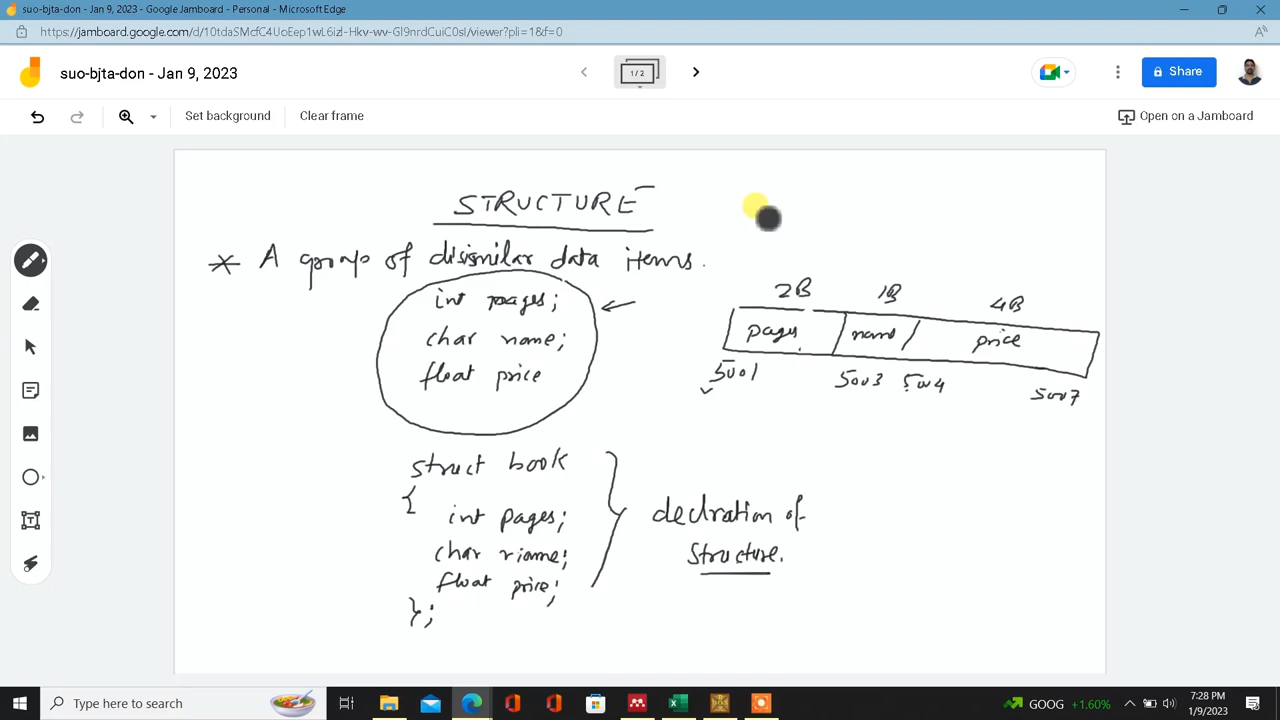 suo-bjta-don - Jan 9, 2023 - Google Jamboard - Personal - Microsoft Edge
https://jamboard.google.com/d/10tdaSMcfC4UoEep1wL6izl-Hkv-wv-Gl9nrdCuiC0sI/viewer?pli=1&f=0
suo-bjta-don - Jan 9, 2023
1 / 2
Share
Set background
Clear frame
Open on a Jamboard
STRUCTURE
* A group of disismilar data items.
int pages;
char name;
float price
2B 1B 4B
pages name price
5001 5003 5004 5007
struct book
{
int pages;
char name;
float price;
};
declration of
structure.
Type here to search
GOOG +1.60%
7:28 PM
1/9/2023